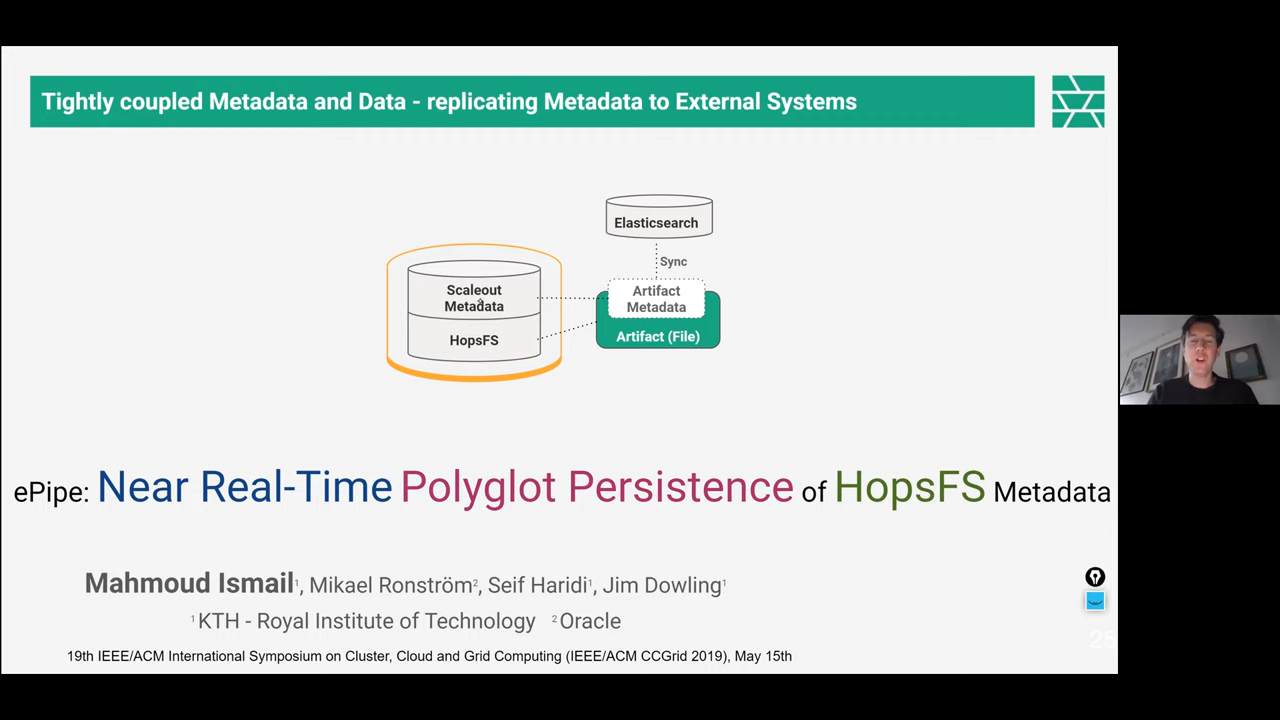 Tightly coupled Metadata and Data - replicating Metadata to External Systems
Elasticsearch
Sync
Scaleout
Metadata
HopsFS
Artifact
Metadata
Artifact (File)
ePipe: Near Real-Time Polyglot Persistence of HopsFS Metadata
Mahmoud Ismail¹, Mikael Ronström², Seif Haridi¹, Jim Dowling¹
¹ KTH - Royal Institute of Technology ² Oracle
19th IEEE/ACM International Symposium on Cluster, Cloud and Grid Computing (IEEE/ACM CCGrid 2019), May 15th
25